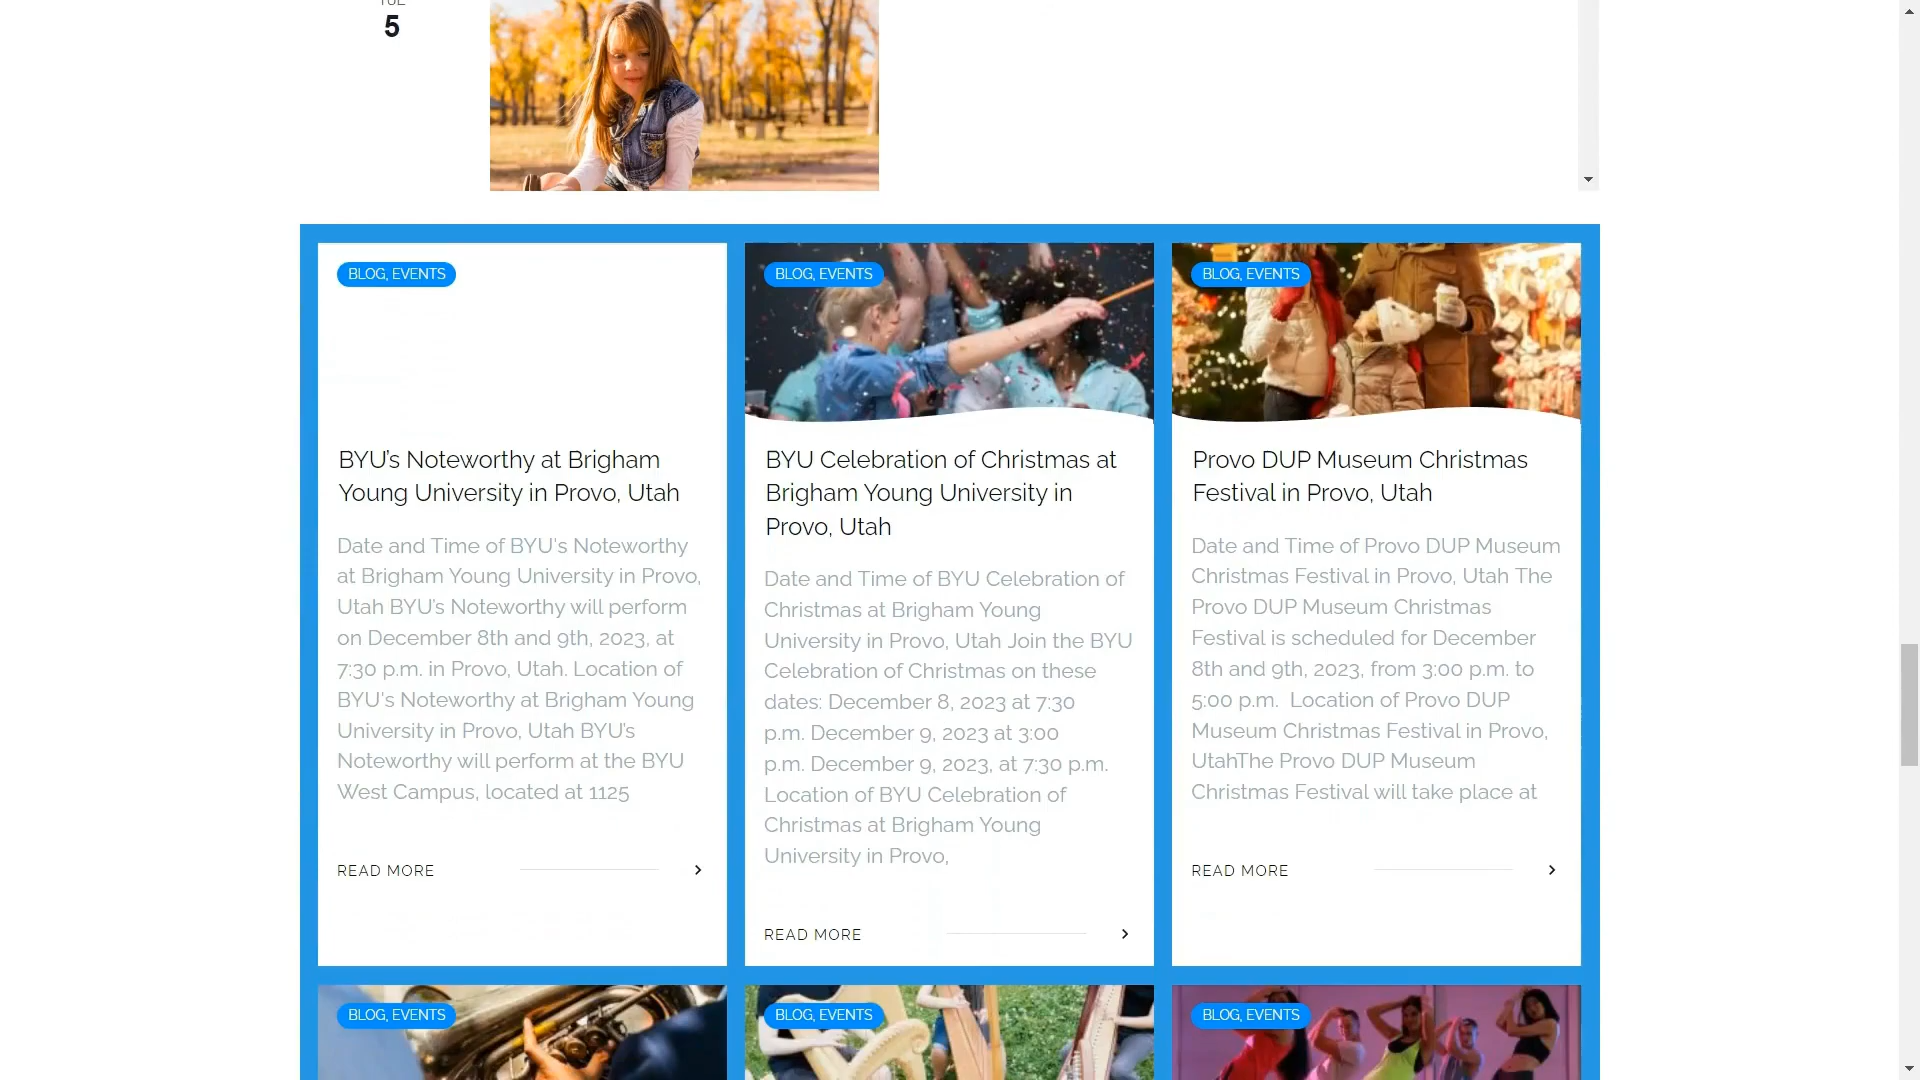 5
BLOG, EVENTS
BYU's Noteworthy at Brigham
Young University in Provo, Utah
Date and Time of BYU's Noteworthy
at Brigham Young University in Provo,
Utah BYU's Noteworthy will perform
on December 8th and 9th, 2023, at
7:30 p.m. in Provo, Utah. Location of
BYU's Noteworthy at Brigham Young
University in Provo, Utah BYU's
Noteworthy will perform at the BYU
West Campus, located at 1125
READ MORE
BLOG, EVENTS
BYU Celebration of Christmas at
Brigham Young University in
Provo, Utah
Date and Time of BYU Celebration of
Christmas at Brigham Young
University in Provo, Utah Join the BYU
Celebration of Christmas on these
dates: December 8, 2023 at 7:30
p.m. December 9, 2023 at 3:00
p.m. December 9, 2023, at 7:30 p.m.
Location of BYU Celebration of
Christmas at Brigham Young
University in Provo,
READ MORE
BLOG, EVENTS
Provo DUP Museum Christmas
Festival in Provo, Utah
Date and Time of Provo DUP Museum
Christmas Festival in Provo, Utah The
Provo DUP Museum Christmas
Festival is scheduled for December
8th and 9th, 2023, from 3:00 p.m. to
5:00 p.m. Location of Provo DUP
Museum Christmas Festival in Provo,
UtahThe Provo DUP Museum
Christmas Festival will take place at
READ MORE
BLOG, EVENTS
BLOG, EVENTS
BLOG, EVENTS